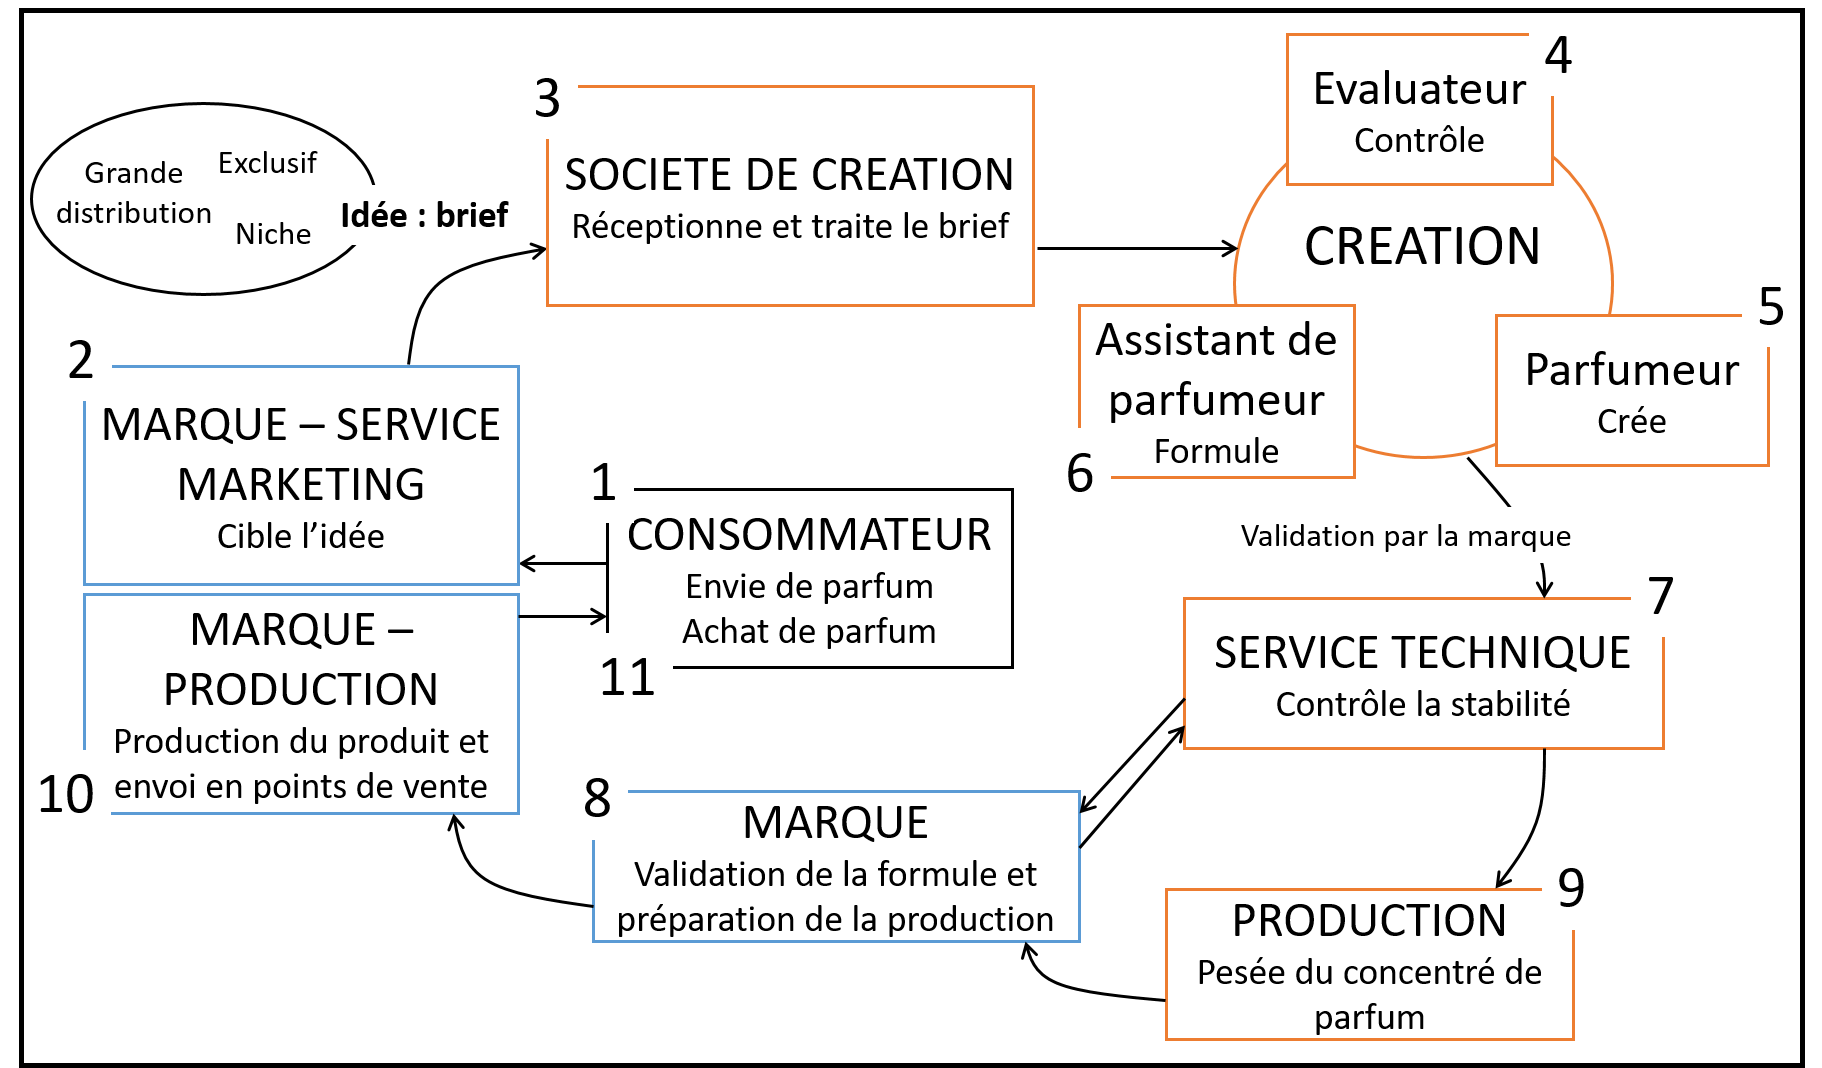 Grande
distribution
Exclusif
Niche
Idée : brief
3
SOCIETE DE CREATION
Réceptionne et traite le brief
4
Evaluateur
Contrôle
CREATION
5
Parfumeur
Crée
Assistant de
parfumeur
Formule
6
2
MARQUE – SERVICE
MARKETING
Cible l’idée
1
CONSOMMATEUR
Envie de parfum
Achat de parfum
11
Validation par la marque
7
SERVICE TECHNIQUE
Contrôle la stabilité
MARQUE –
PRODUCTION
Production du produit et
envoi en points de vente
10
8
MARQUE
Validation de la formule et
préparation de la production
9
PRODUCTION
Pesée du concentré de
parfum